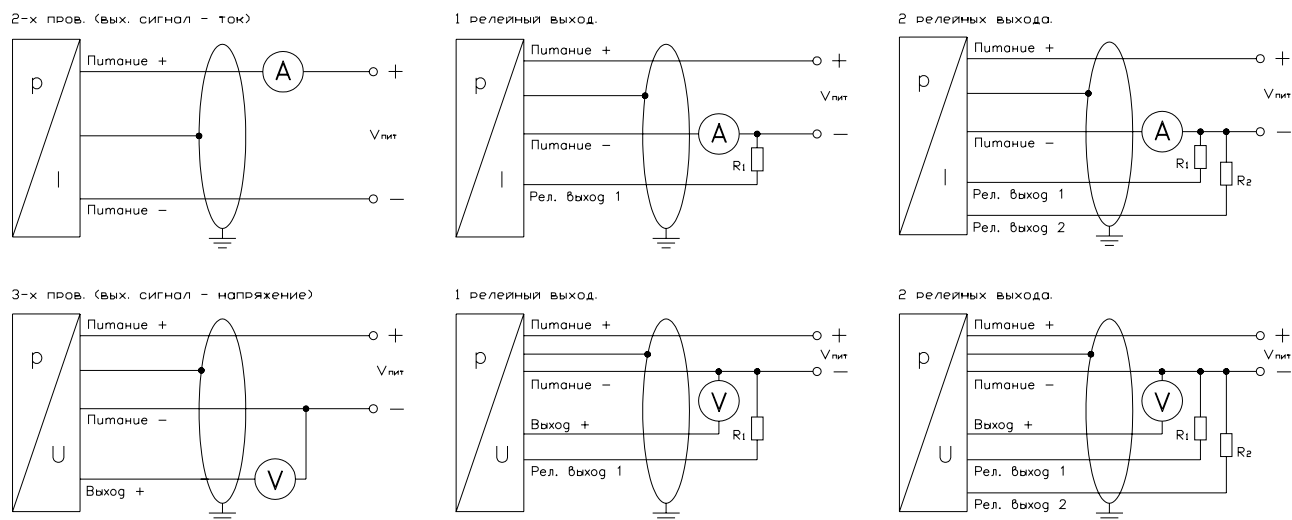 2-х пров. (вых. сигнал - ток)
Питание +
p
A
+
Vпит
I
Питание -
-
1 релейный выход.
Питание +
p
+
Vпит
A
-
Питание -
R1
I
Рел. выход 1
2 релейных выхода.
Питание +
p
+
Vпит
A
-
Питание -
R1
R2
I
Рел. выход 1
Рел. выход 2
3-х пров. (вых. сигнал - напряжение)
Питание +
p
+
Vпит
-
Питание -
U
V
Выход +
1 релейный выход.
Питание +
p
+
Vпит
-
Питание -
V
Выход +
R1
U
Рел. выход 1
2 релейных выхода.
Питание +
p
+
Vпит
-
Питание -
V
Выход +
R1
R2
U
Рел. выход 1
Рел. выход 2